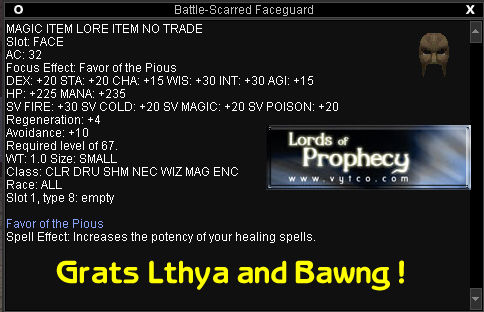 O Battle-Scarred Faceguard X
MAGIC ITEM LORE ITEM NO TRADE
Slot: FACE
AC: 32
Focus Effect: Favor of the Pious
DEX: +20 STA: +20 CHA: +15 WIS: +30 INT: +30 AGI: +15
HP: +225 MANA: +235
SV FIRE: +30 SV COLD: +20 SV MAGIC: +20 SV POISON: +20
Regeneration: +4
Avoidance: +10
Required level of 67.
WT: 1.0 Size: SMALL
Class: CLR DRU SHM NEC WIZ MAG ENC
Race: ALL
Slot 1, type 8: empty
Lords of
Prophecy
www.vytco.com
Favor of the Pious
Spell Effect: Increases the potency of your healing spells.
Grats Lthya and Bawng !